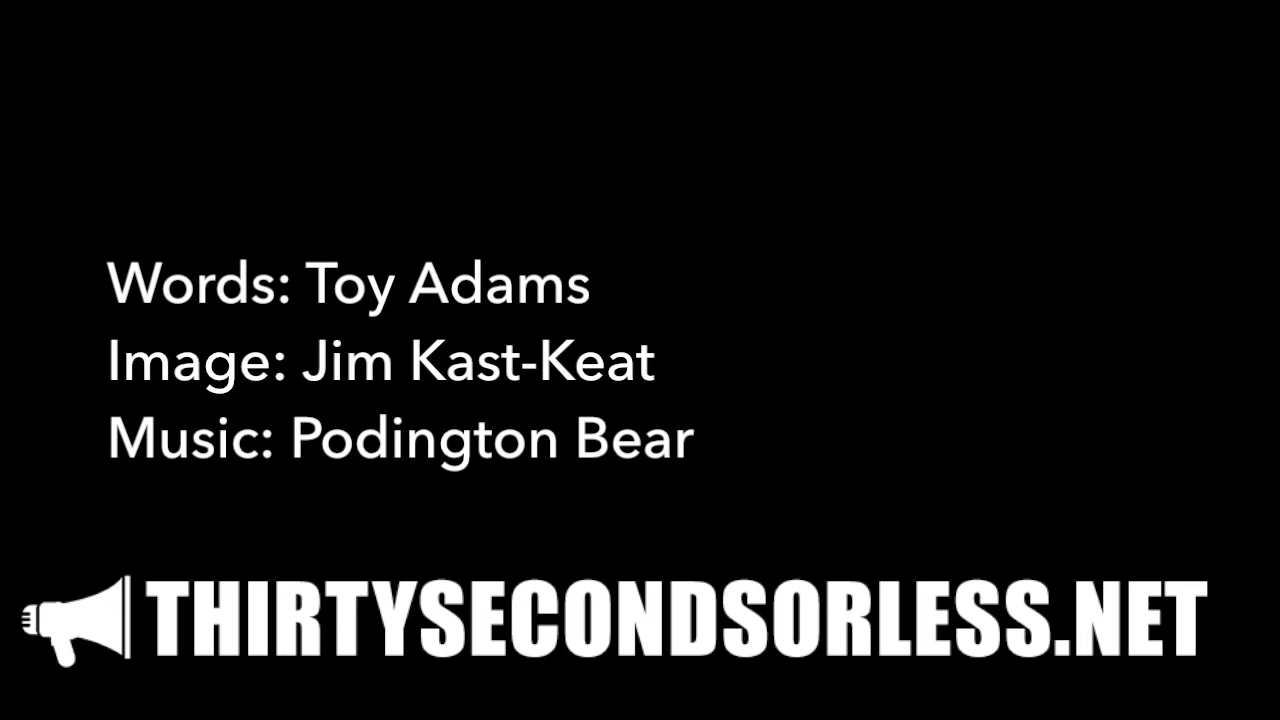 Words: Toy Adams
Image: Jim Kast-Keat
Music: Podington Bear
THIRTYSECONDSORLESS.NET